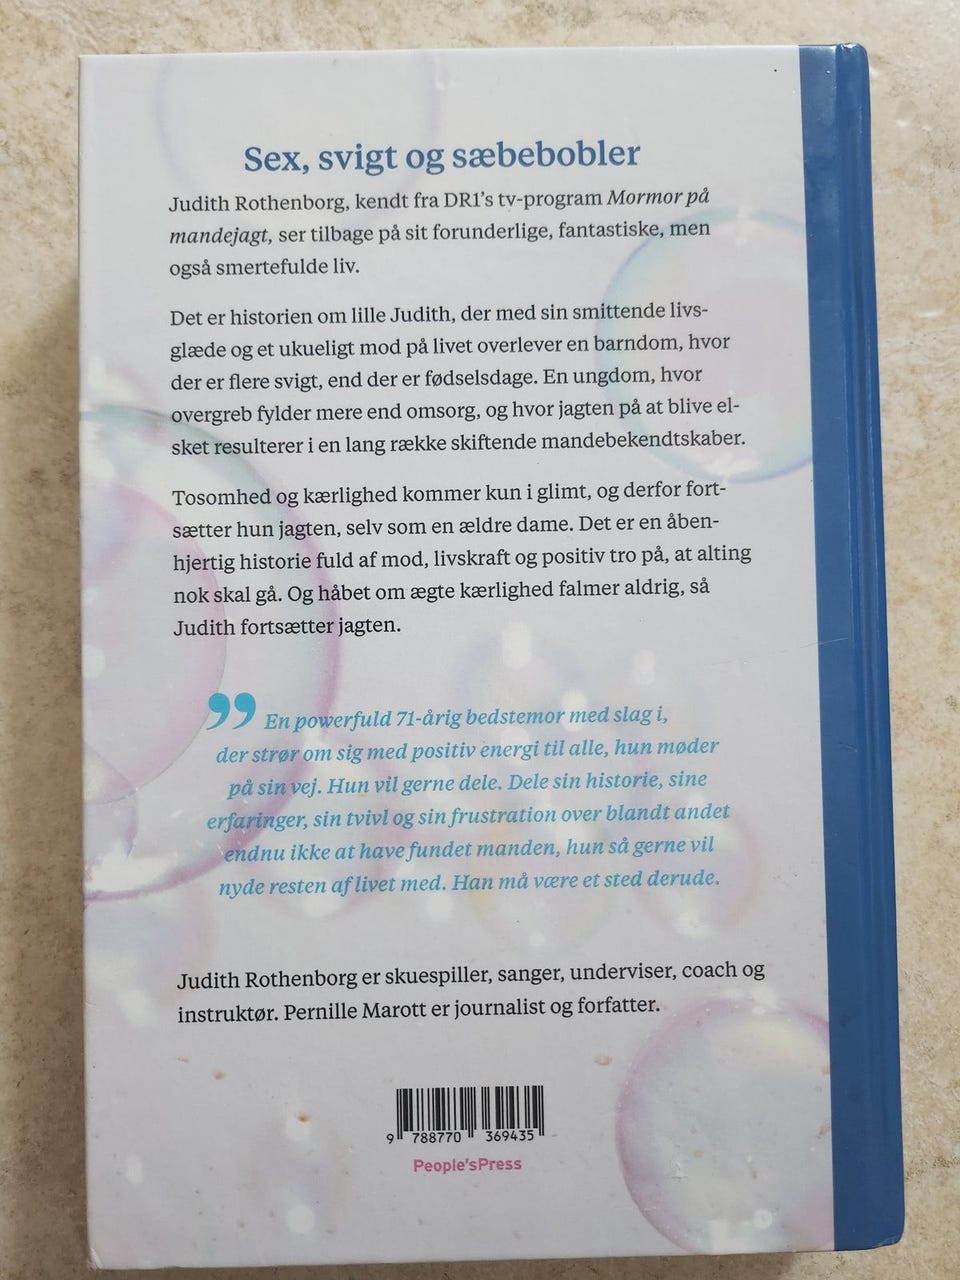 Sex, svigt og sæbebobler
Judith Rothenborg, kendt fra DR1's tv-program Mormor på
mandejagt, ser tilbage på sit forunderlige, fantastiske, men
også smertefulde liv.
Det er historien om lille Judith, der med sin smittende livs-
glæde og et ukueligt mod på livet overlever en barndom, hvor
der er flere svigt, end der er fødselsdage. En ungdom, hvor
overgreb fylder mere end omsorg, og hvor jagten på at blive el-
sket resulterer i en lang række skiftende mandebekendtskaber.
Tosomhed og kærlighed kommer kun i glimt, og derfor fort-
sætter hun jagten, selv som en ældre dame. Det er en åben-
hjertig historie fuld af mod, livskraft og positiv tro på, at alting
nok skal gå. Og håbet om ægte kærlighed falmer aldrig, så
Judith fortsætter jagten.
” En powerfuld 71-årig bedstemor med slag i,
der strør om sig med positiv energi til alle, hun møder
på sin vej. Hun vil gerne dele. Dele sin historie, sine
erfaringer, sin tvivl og sin frustration over blandt andet
endnu ikke at have fundet manden, hun så gerne vil
nyde resten af livet med. Han må være et sted derude.
Judith Rothenborg er skuespiller, sanger, underviser, coach og
instruktør. Pernille Marott er journalist og forfatter.
9 788770 369435
People'sPress